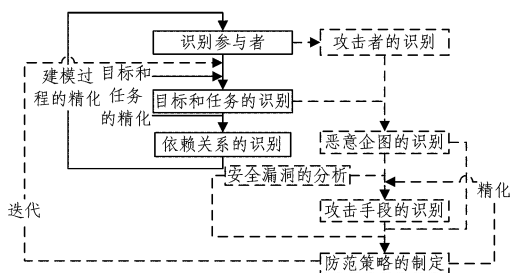 识别参与者
攻击者的识别
建模过
程的精化
目标和
任务
的精化
目标和任务的识别
依赖关系的识别
恶意企图的识别
安全漏洞的分析
精化
攻击手段的识别
迭代
防范策略的制定